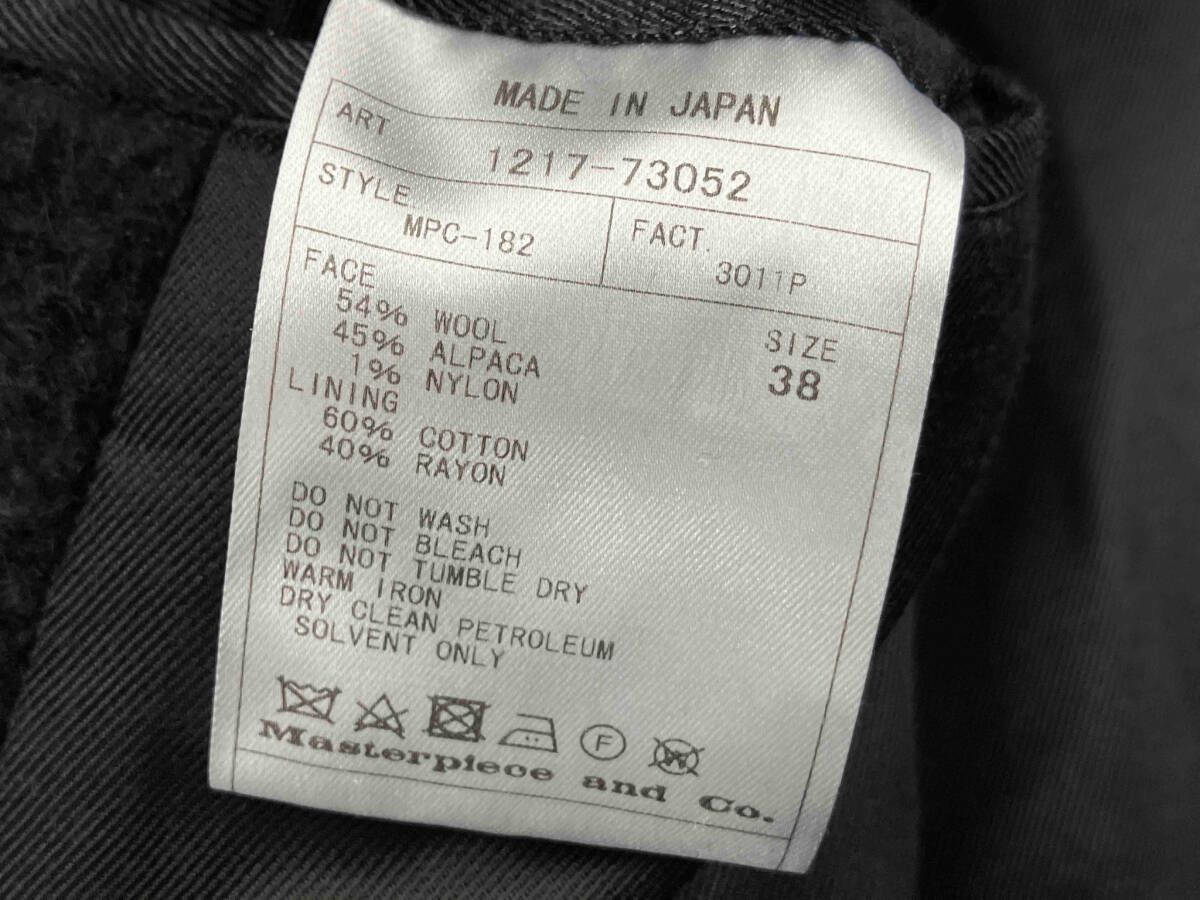 MADE IN JAPAN
ART
1217-73052
STYLE
MPC-182
FACT.
3011P
FACE
54% WOOL
45% ALPACA
1% NYLON
LINING
60% COTTON
40% RAYON
SIZE
38
DO NOT WASH
DO NOT BLEACH
DO NOT TUMBLE DRY
WARM IRON
DRY CLEAN PETROLEUM
SOLVENT ONLY
F
W
Masterpiece and Co.